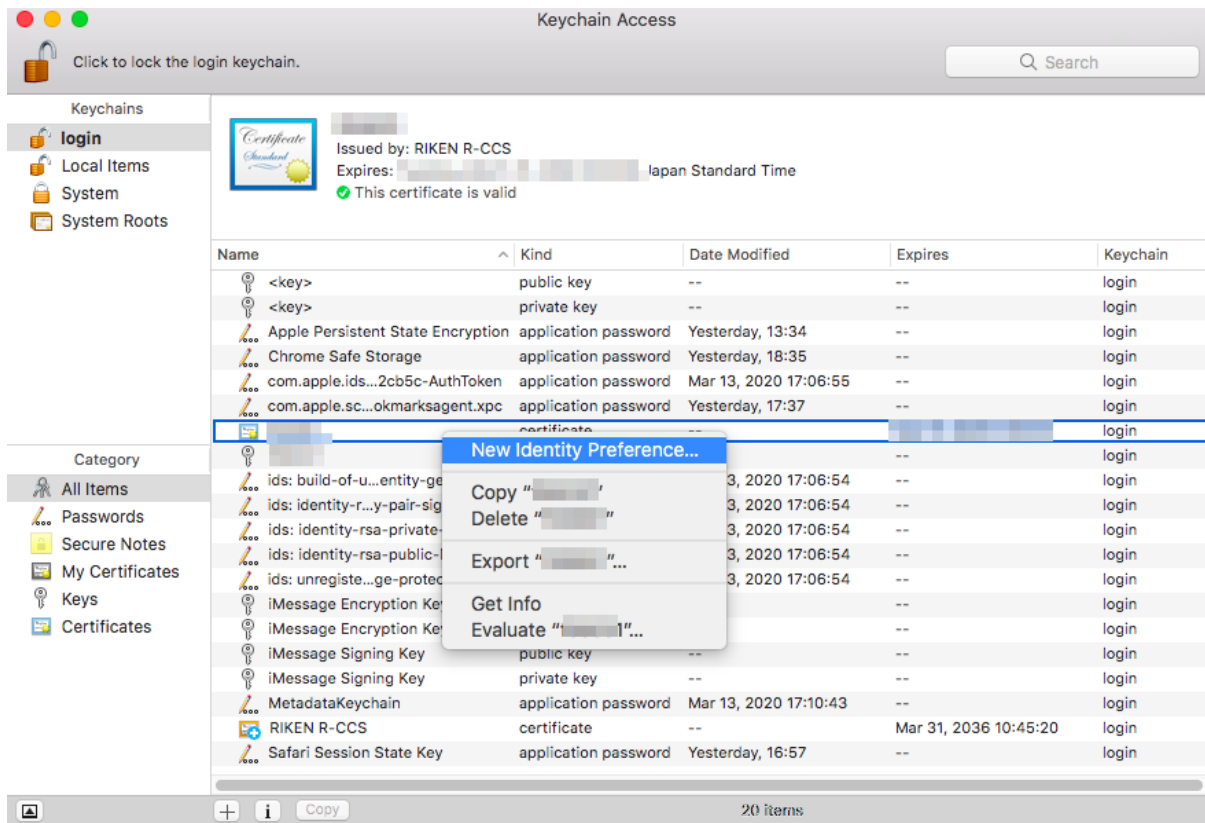 Keychain Access
Click to lock the login keychain.
Search
Keychains
login
Local Items
System
System Roots
Certificate
Standard
Issued by: RIKEN R-CCS
Expires: Japan Standard Time
This certificate is valid
Name Kind Date Modified Expires Keychain
<key> public key -- -- login
<key> private key -- -- login
Apple Persistent State Encryption application password Yesterday, 13:34 -- login
Chrome Safe Storage application password Yesterday, 18:35 -- login
com.apple.ids...2cb5c-AuthToken application password Mar 13, 2020 17:06:55 -- login
com.apple.sc...okmarksagent.xpc application password Yesterday, 17:37 -- login
certificate -- login
-- login
ids: build-of-u...entity-ge 3, 2020 17:06:54 -- login
ids: identity-r...y-pair-sig 3, 2020 17:06:54 -- login
ids: identity-rsa-private- 3, 2020 17:06:54 -- login
ids: identity-rsa-public- 3, 2020 17:06:54 -- login
ids: unregiste...ge-protec 3, 2020 17:06:54 -- login
iMessage Encryption Key -- login
iMessage Encryption Key -- login
iMessage Signing Key public key -- -- login
iMessage Signing Key private key -- -- login
MetadataKeychain application password Mar 13, 2020 17:10:43 -- login
RIKEN R-CCS certificate -- Mar 31, 2036 10:45:20 login
Safari Session State Key application password Yesterday, 16:57 -- login
New Identity Preference...
Copy “
Delete “ ”
Export “ ”...
Get Info
Evaluate “ 1”...
Category
All Items
Passwords
Secure Notes
My Certificates
Keys
Certificates
Copy
20 items